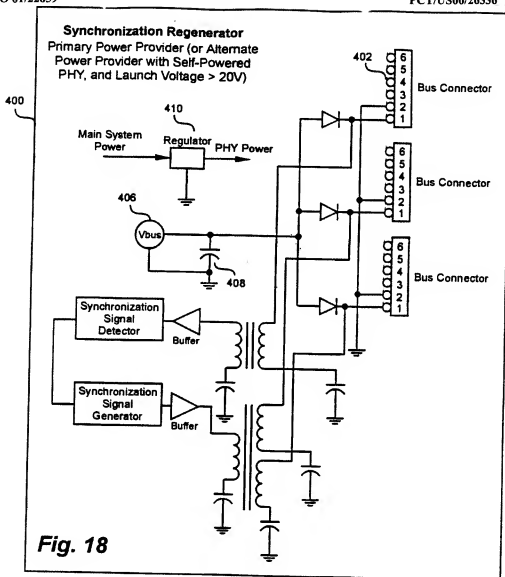 Synchronization Regenerator
Primary Power Provider (or Alternate
Power Provider with Self-Powered
PHY, and Launch Voltage > 20V)
400
410
Main System
Power
Regulator
PHY Power
402
6
5
4
3
2
1
Bus Connector
6
5
4
3
2
1
Bus Connector
6
5
4
3
2
1
Bus Connector
406
Vbus
408
Synchronization
Signal
Detector
Buffer
Synchronization
Signal
Generator
Buffer
Fig. 18